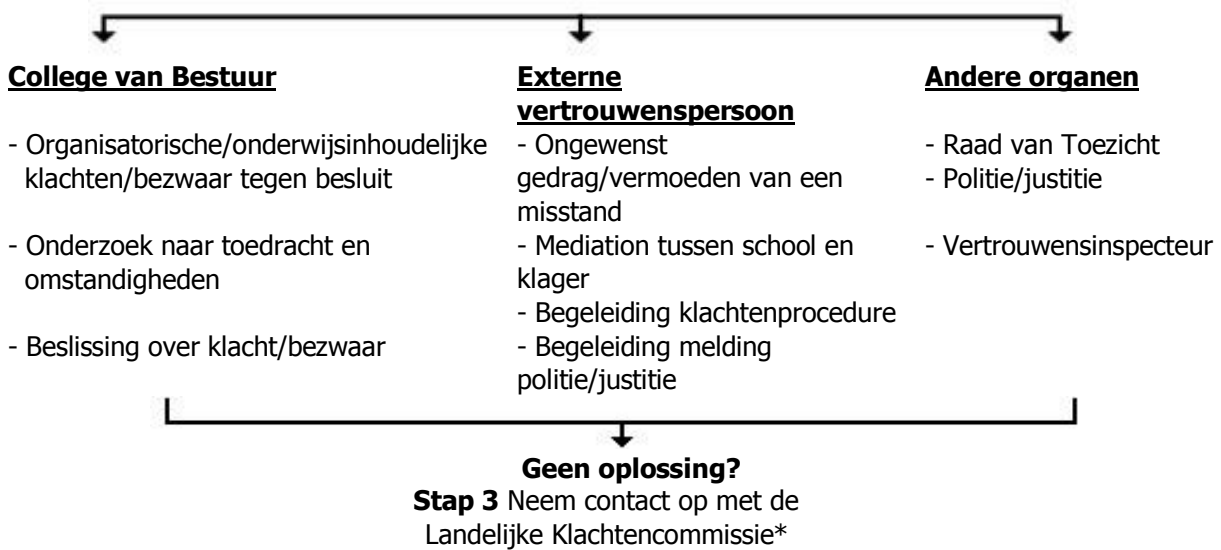 College van Bestuur
- Organisatorische/onderwijsinhoudelijke
klachten/bezwaar tegen besluit
- Onderzoek naar toedracht en
omstandigheden
- Beslissing over klacht/bezwaar
Externe
vertrouwenspersoon
- Ongewenst
gedrag/vermoeden van een
misstand
- Mediation tussen school en
klager
- Begeleiding klachtenprocedure
- Begeleiding melding
politie/justitie
Andere organen
- Raad van Toezicht
- Politie/justitie
- Vertrouwensinspecteur
Geen oplossing?
Stap 3 Neem contact op met de
Landelijke Klachtencommissie*